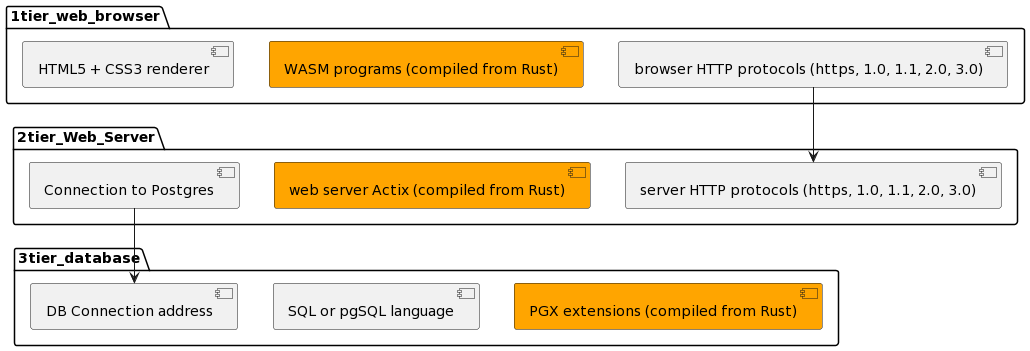 1tier_web_browser
HTML5 + CSS3 renderer
WASM programs (compiled from Rust)
browser HTTP protocols (https, 1.0, 1.1, 2.0, 3.0)
2tier_Web_Server
Connection to Postgres
web server Actix (compiled from Rust)
server HTTP protocols (https, 1.0, 1.1, 2.0, 3.0)
3tier_database
DB Connection address
SQL or pgSQL language
PGX extensions (compiled from Rust)